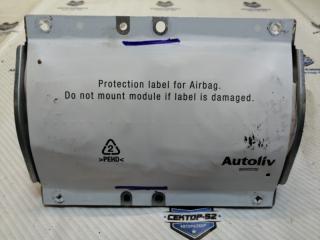 Protection label for Airbag.
Do not mount module if label is damaged.
2
>PEHD<
Autoliv
СЕКТОР-52